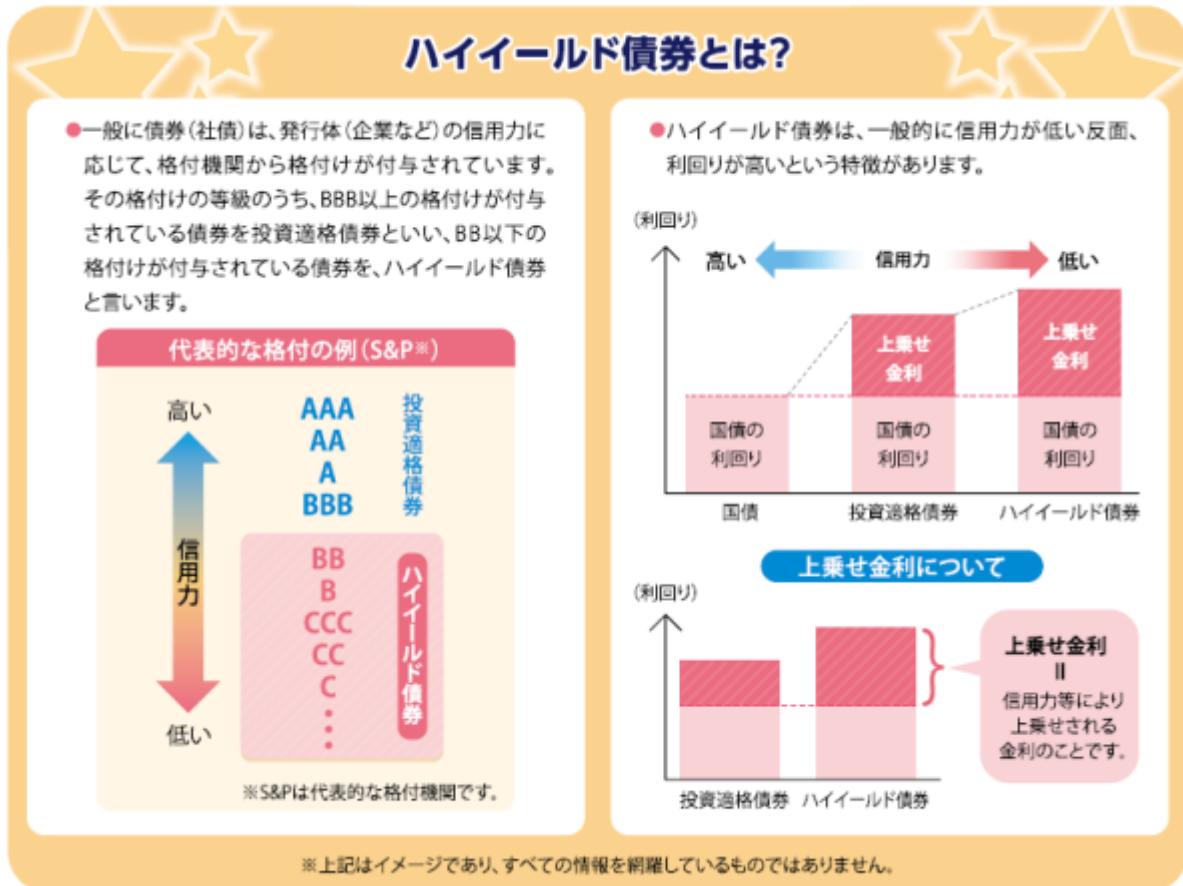 ハイイールド債券とは?
●一般に債券(社債)は、発行体(企業など)の信用力に
応じて、格付機関から格付けが付与されています。
その格付けの等級のうち、BBB以上の格付けが付与
されている債券を投資適格債券といい、BB以下の
格付けが付与されている債券を、ハイイールド債券
と言います。
代表的な格付の例(S&P※)
高い
信用力
低い
AAA
AA
A
BBB
投資適格債券
BB
B
CCC
CC
C
ハイイールド債券
※S&Pは代表的な格付機関です。
●ハイイールド債券は、一般的に信用力が低い反面、
利回りが高いという特徴があります。
(利回り)
高い 信用力 低い
上乗せ
金利
上乗せ
金利
国債の
利回り
国債の
利回り
国債の
利回り
国債 投資適格債券 ハイイールド債券
上乗せ金利について
(利回り)
上乗せ金利
=
信用力等により
上乗せされる
金利のことです。
投資適格債券 ハイイールド債券
※上記はイメージであり、すべての情報を網羅しているものではありません。